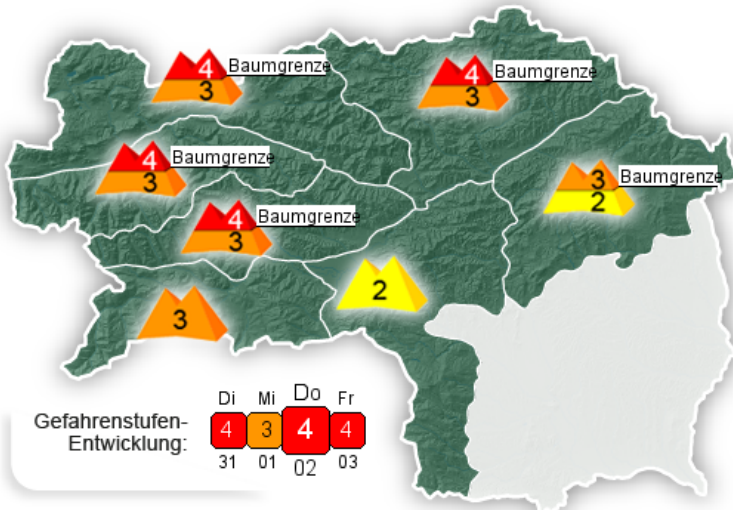 4 Baumgrenze
3
4 Baumgrenze
3
4 Baumgrenze
3
3 Baumgrenze
2
4 Baumgrenze
3
2
3
Di Mi Do Fr
Gefahrenstufen-
Entwicklung:
4 3 4 4
31 01 02 03